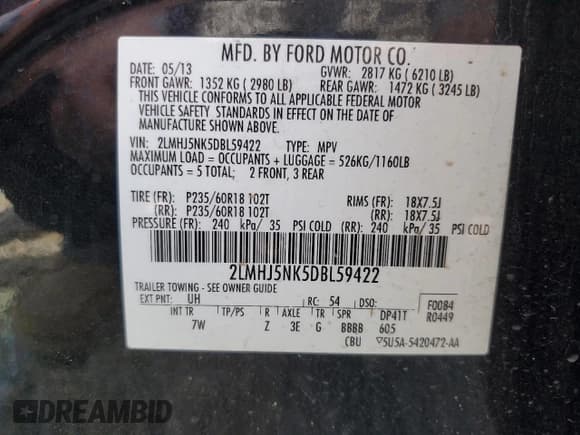 MFD. BY FORD MOTOR CO.
DATE: 05/13 GVWR: 2817 KG ( 6210 LB)
FRONT GAWR: 1352 KG ( 2980 LB) REAR GAWR: 1472 KG ( 3245 LB)
THIS VEHICLE CONFORMS TO ALL APPLICABLE FEDERAL MOTOR
VEHICLE SAFETY STANDARDS IN EFFECT ON THE DATE OF
MANUFACTURE SHOWN ABOVE.
VIN: 2LMHJ5NK5DBL59422 TYPE: MPV
MAXIMUM LOAD = OCCUPANTS + LUGGAGE = 526KG/1160LB
OCCUPANTS = 5 TOTAL; 2 FRONT, 3 REAR
TIRE (FR): P235/60R18 102T RIMS (FR): 18X7.5J
(RR): P235/60R18 102T (RR): 18X7.5J
PRESSURE (FR): 240 kPa/ 35 PSI COLD (RR): 240 kPa/ 35 PSI COLD
2LMHJ5NK5DBL59422
TRAILER TOWING - SEE OWNER GUIDE
EXT PNT: UH RC: 54 DSO: F0084
INT TR TP/PS R AXLE TR SPR DP41T R0449
7W Z 3E G BBBB 605
CBU ▽5U5A-5420472-AA
DREAMBID